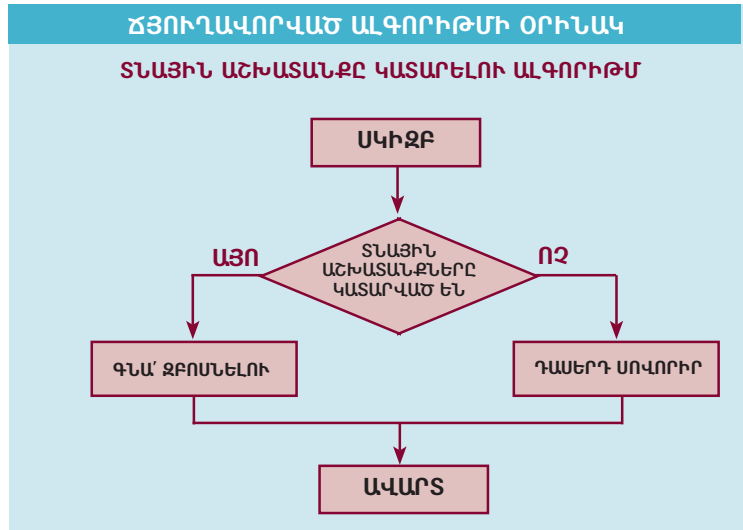 ՃՅՈՒՂԱՎՈՐՎԱԾ ԱԼԳՈՐԻԹՄԻ ՕՐԻՆԱԿ
ՏՆԱՅԻՆ ԱՇԽԱՏԱՆՔԸ ԿԱՏԱՐԵԼՈՒ ԱԼԳՈՐԻԹՄ
ՍԿԻԶԲ
ՏՆԱՅԻՆ
ԱՇԽԱՏԱՆՔՆԵՐԸ
ԿԱՏԱՐՎԱԾ ԵՆ
ԱՅՈ
ՈՉ
ԳՆԱ՛ ԶԲՈՍՆԵԼՈՒ
ԴԱՍԵՐԴ ՍՈՎՈՐԻՐ
ԱՎԱՐՏ